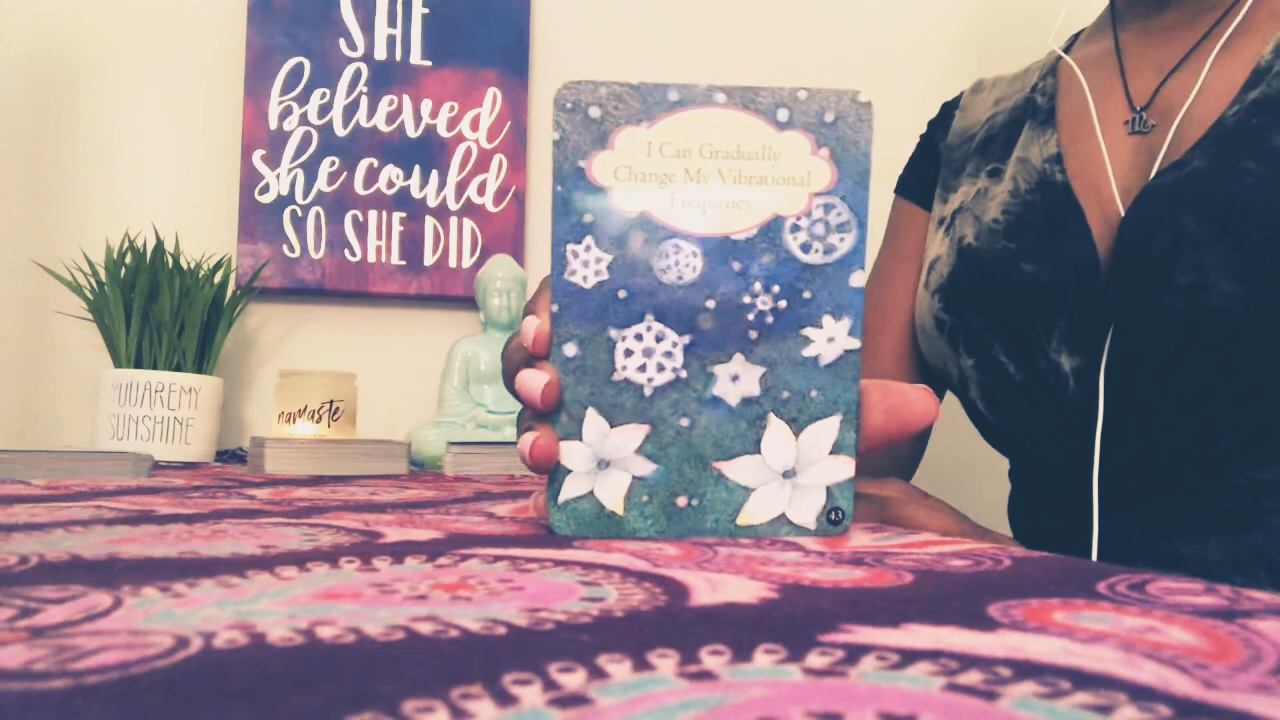 SHE
believed
she could
SO SHE DID
I Can Gradually
Change My Vibrational
Frequency
YOU ARE MY
SUNSHINE
namaste
43